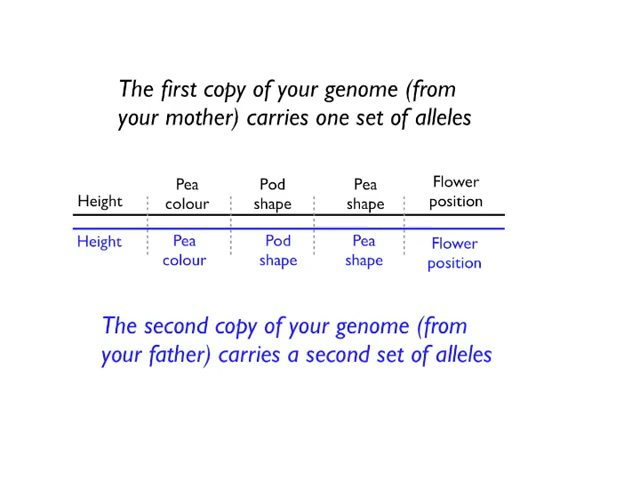 The first copy of your genome (from
your mother) carries one set of alleles
Height
Pea
colour
Pod
shape
Pea
shape
Flower
position
Height
Pea
colour
Pod
shape
Pea
shape
Flower
position
The second copy of your genome (from
your father) carries a second set of alleles